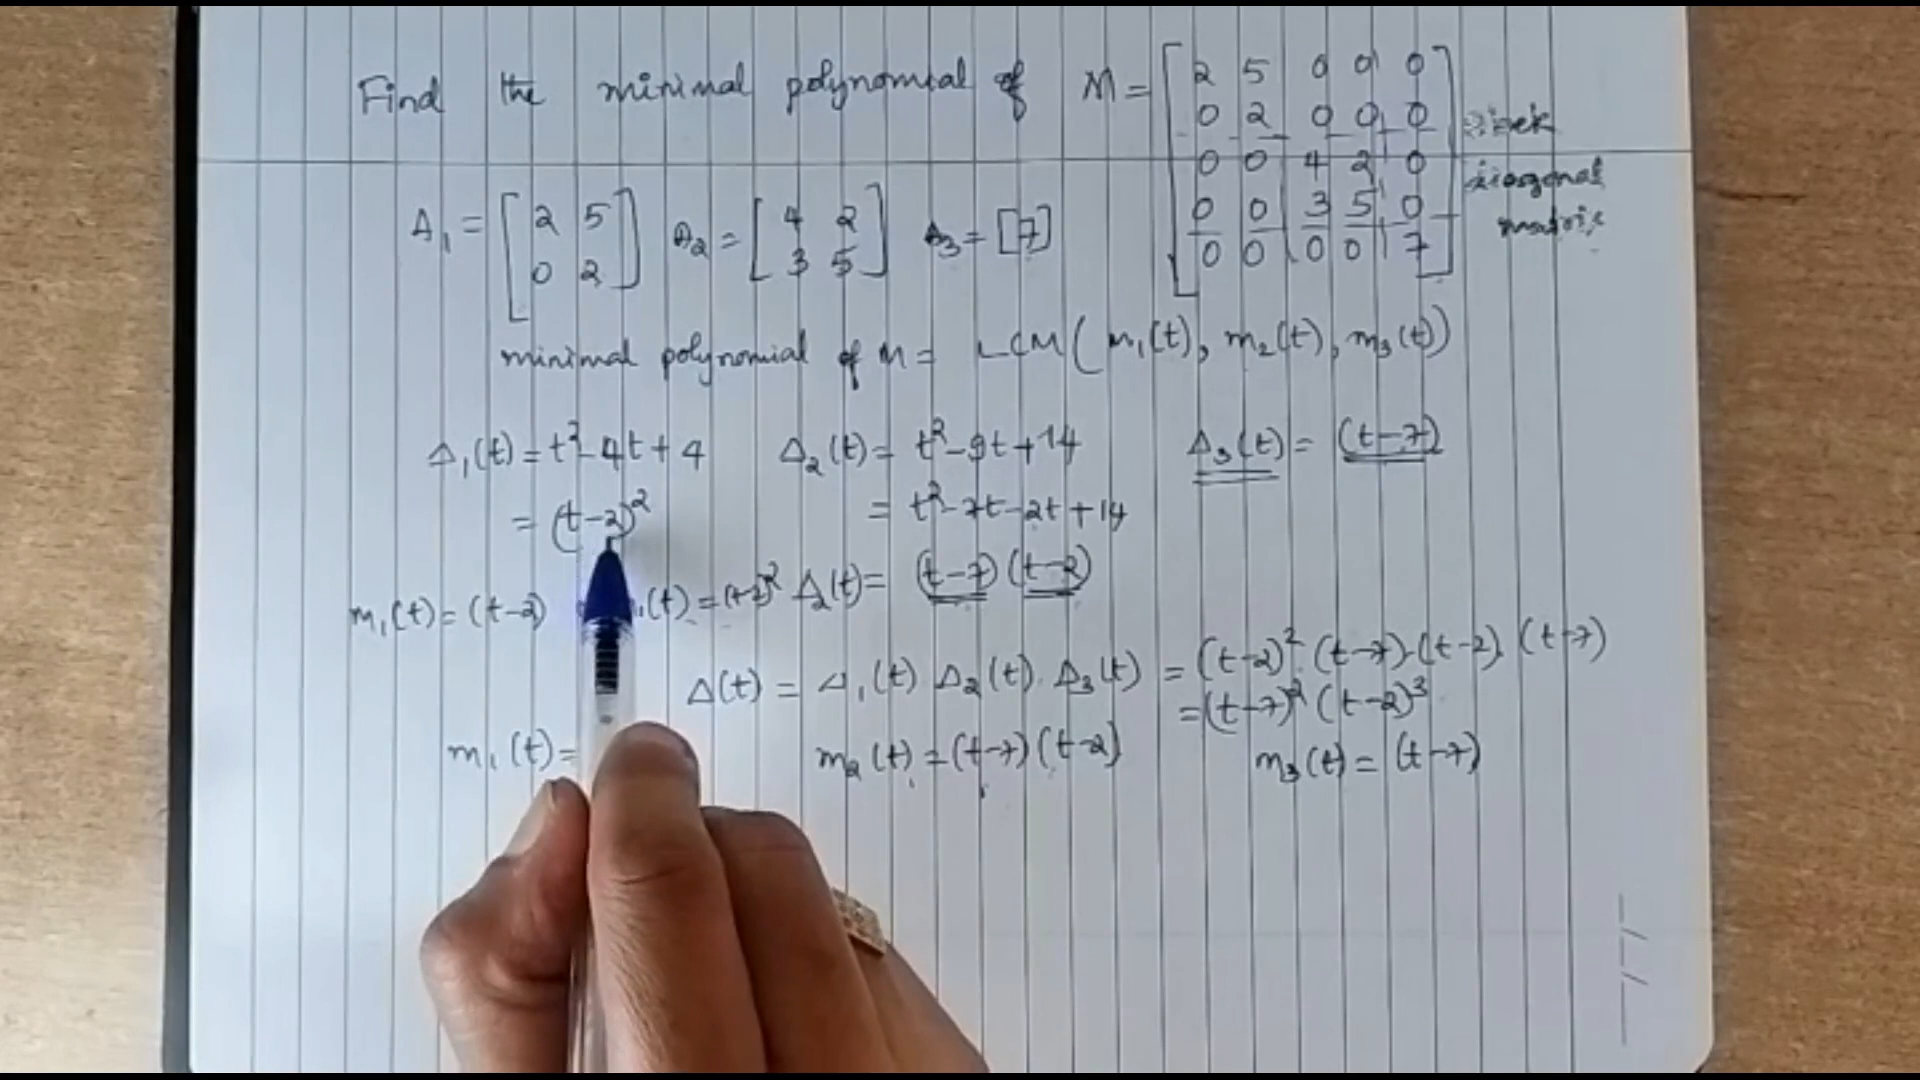 Find the minimal polynomial of M = [ 2 5 0 0 0
0 2 0 0 0
0 0 4 2 0
0 0 3 5 0
0 0 0 0 7 ]
Block
diagonal
matrix
A₁ = [ 2 5
0 2 ]
A₂ = [ 4 2
3 5 ]
A₃ = [7]
minimal polynomial of M = LCM ( m₁(t), m₂(t), m₃(t))
Δ₁(t) = t² - 4t + 4
= (t-2)²
Δ₂(t) = t² - 9t + 14
= t² - 7t - 2t + 14
Δ₂(t) = (t-7) (t-2)
Δ₃(t) = (t-7)
m₁(t) = (t-2)
₁(t) = (t-2)²
Δ(t) = Δ₁(t) Δ₂(t). Δ₃(t) = (t-2)² (t-7).(t-2). (t-7)
= (t-7)² (t-2)³
m₁(t) =
m₂(t) = (t-7) (t-2)
m₃(t) = (t-7)